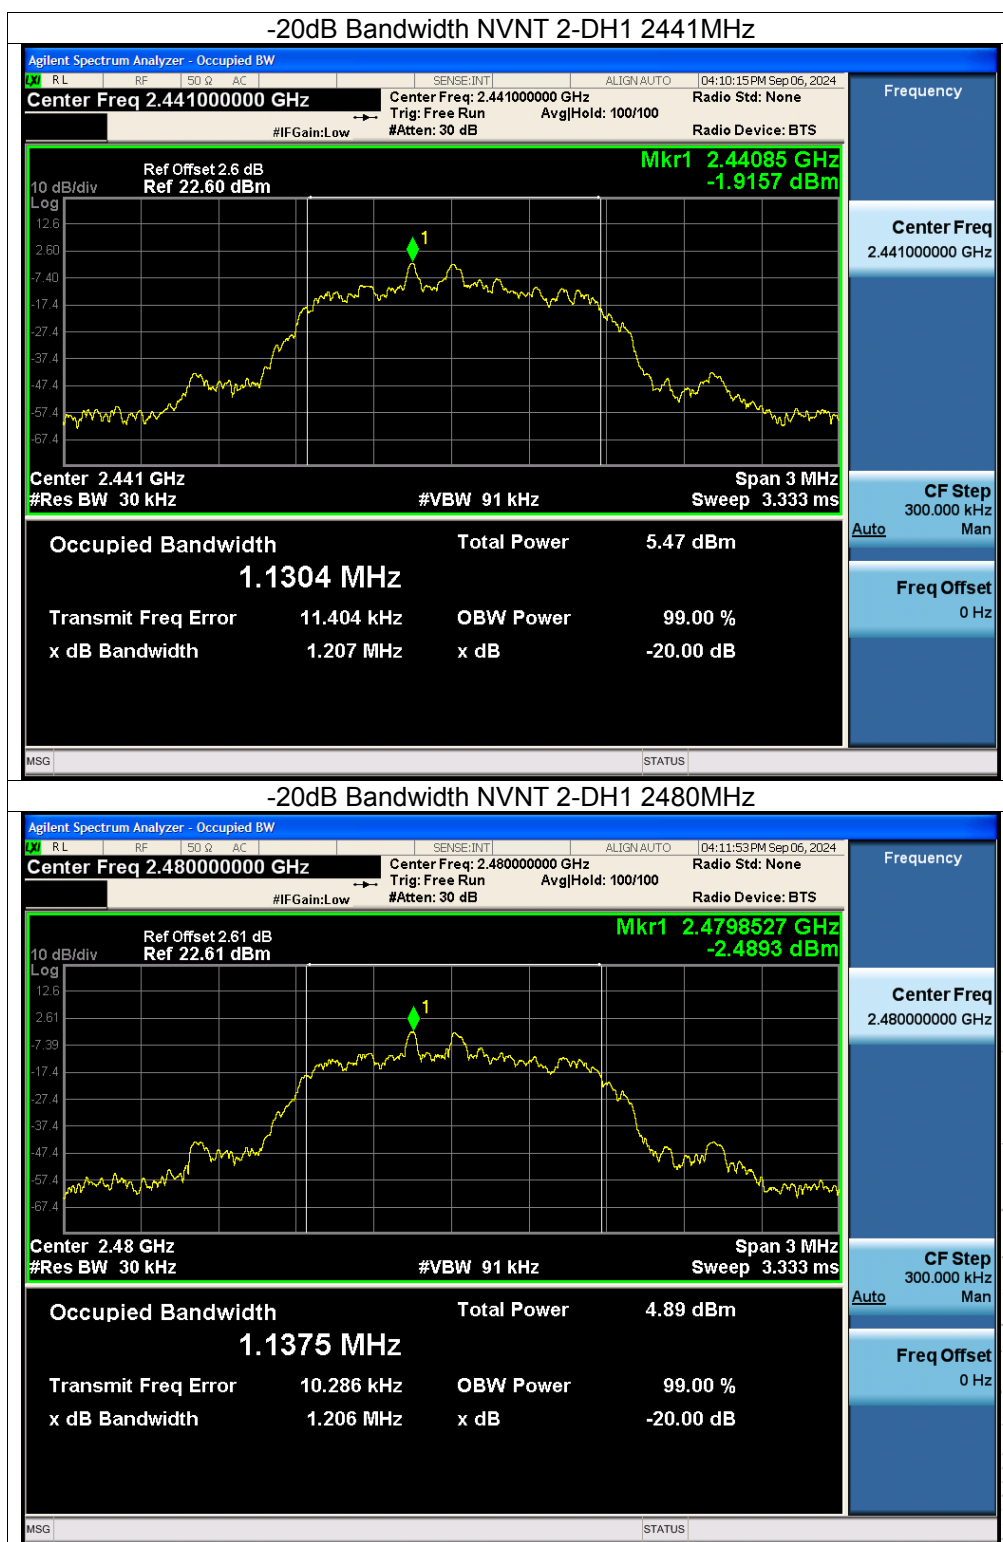 -20dB Bandwidth NVNT 2-DH1 2441MHz
Agilent Spectrum Analyzer - Occupied BW
LXI RL RF 50 Ω AC SENSE:INT ALIGN AUTO 04:10:15 PM Sep 06, 2024
Center Freq 2.441000000 GHz
Center Freq: 2.441000000 GHz Radio Std: None
Trig: Free Run Avg|Hold: 100/100
#IFGain:Low #Atten: 30 dB Radio Device: BTS
Frequency
Mkr1 2.44085 GHz
-1.9157 dBm
Ref Offset 2.6 dB
10 dB/div Ref 22.60 dBm
Log
12.6
2.60
-7.40
-17.4
-27.4
-37.4
-47.4
-57.4
-67.4
1
Center 2.441 GHz Span 3 MHz
#Res BW 30 kHz #VBW 91 kHz Sweep 3.333 ms
Center Freq
2.441000000 GHz
CF Step
300.000 kHz
Auto Man
Freq Offset
0 Hz
Occupied Bandwidth Total Power 5.47 dBm
1.1304 MHz
Transmit Freq Error 11.404 kHz OBW Power 99.00 %
x dB Bandwidth 1.207 MHz x dB -20.00 dB
MSG STATUS
-20dB Bandwidth NVNT 2-DH1 2480MHz
Agilent Spectrum Analyzer - Occupied BW
LXI RL RF 50 Ω AC SENSE:INT ALIGN AUTO 04:11:53 PM Sep 06, 2024
Center Freq 2.480000000 GHz
Center Freq: 2.480000000 GHz Radio Std: None
Trig: Free Run Avg|Hold: 100/100
#IFGain:Low #Atten: 30 dB Radio Device: BTS
Frequency
Mkr1 2.4798527 GHz
-2.4893 dBm
Ref Offset 2.61 dB
10 dB/div Ref 22.61 dBm
Log
12.6
2.61
-7.39
-17.4
-27.4
-37.4
-47.4
-57.4
-67.4
1
Center 2.48 GHz Span 3 MHz
#Res BW 30 kHz #VBW 91 kHz Sweep 3.333 ms
Center Freq
2.480000000 GHz
CF Step
300.000 kHz
Auto Man
Freq Offset
0 Hz
Occupied Bandwidth Total Power 4.89 dBm
1.1375 MHz
Transmit Freq Error 10.286 kHz OBW Power 99.00 %
x dB Bandwidth 1.206 MHz x dB -20.00 dB
MSG STATUS